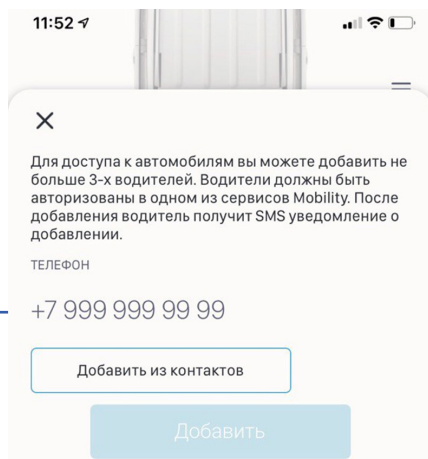 11:52
Для доступа к автомобилям вы можете добавить не
больше 3-х водителей. Водители должны быть
авторизованы в одном из сервисов Mobility. После
добавления водитель получит SMS уведомление о
добавлении.
ТЕЛЕФОН
+7 999 999 99 99
Добавить из контактов
Добавить